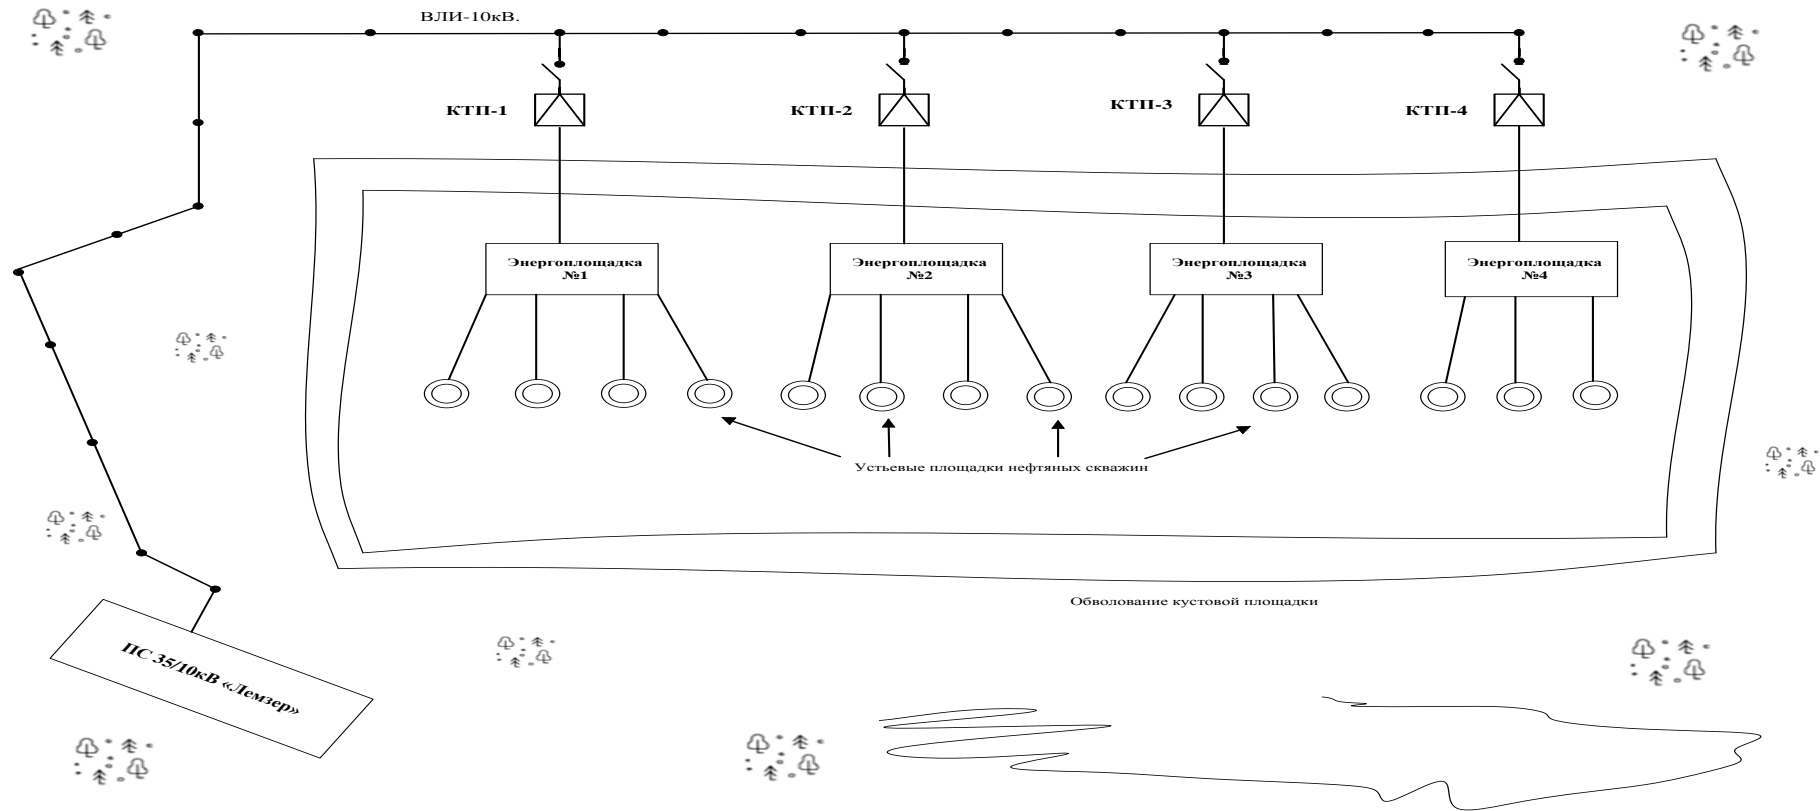 ВЛИ-10кВ.
КТП-1
КТП-2
КТП-3
КТП-4
Энергоплощадка
№1
Энергоплощадка
№2
Энергоплощадка
№3
Энергоплощадка
№4
Устьевые площадки нефтяных скважин
Обволование кустовой площадки
ПС 35/10кВ «Лемзер»